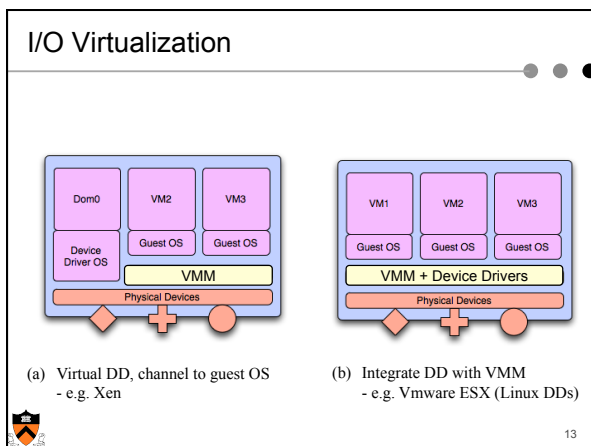 I/O Virtualization
Dom0
VM2
VM3
Device
Driver OS
Guest OS
Guest OS
VMM
Physical Devices
VM1
VM2
VM3
Guest OS
Guest OS
Guest OS
VMM + Device Drivers
Physical Devices
(a) Virtual DD, channel to guest OS
- e.g. Xen
(b) Integrate DD with VMM
- e.g. Vmware ESX (Linux DDs)
13